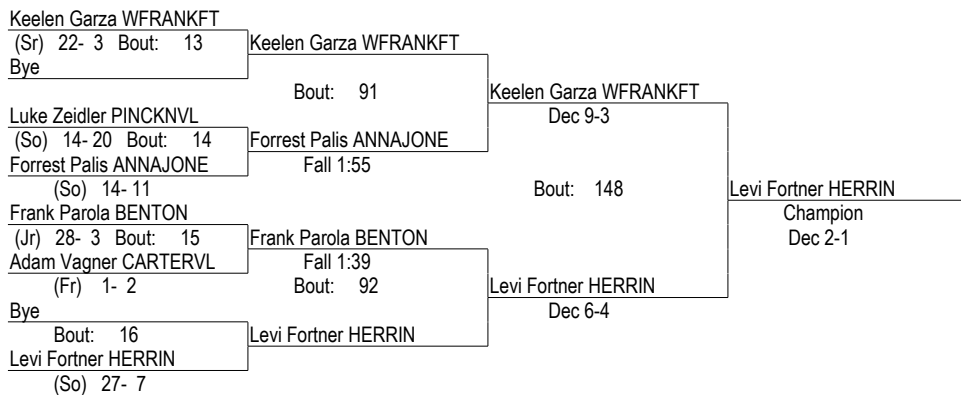 Keelen Garza WFRANKFT
(Sr) 22- 3 Bout: 13
Bye
Keelen Garza WFRANKFT
Bout: 91
Luke Zeidler PINCKNVL
(So) 14- 20 Bout: 14
Forrest Palis ANNAJONE
(So) 14- 11
Forrest Palis ANNAJONE
Fall 1:55
Keelen Garza WFRANKFT
Dec 9-3
Bout: 148
Frank Parola BENTON
(Jr) 28- 3 Bout: 15
Adam Vagner CARTERVL
(Fr) 1- 2
Frank Parola BENTON
Fall 1:39
Bout: 92
Bye
Bout: 16
Levi Fortner HERRIN
(So) 27- 7
Levi Fortner HERRIN
Levi Fortner HERRIN
Dec 6-4
Levi Fortner HERRIN
Champion
Dec 2-1